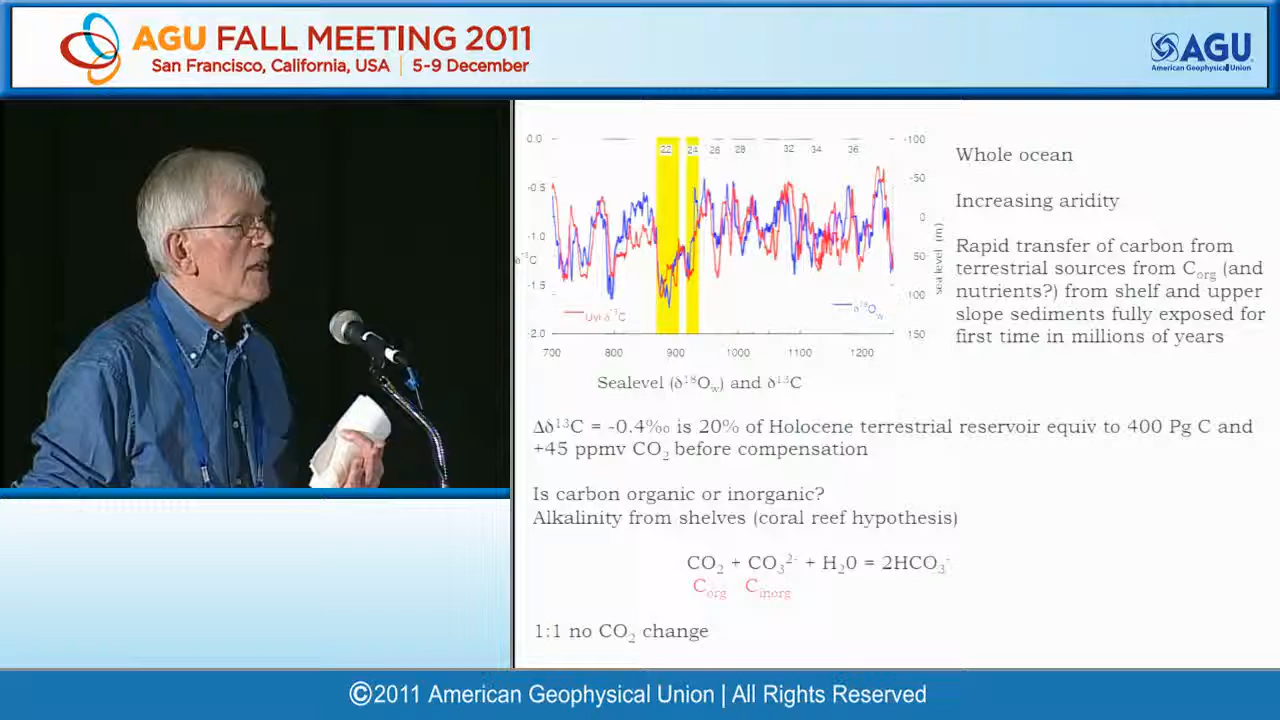 AGU FALL MEETING 2011
San Francisco, California, USA | 5-9 December
AGU
American Geophysical Union
0.0
-0.5
-1.0
-1.5
-2.0
δ¹³C
22
24
26
28
32
34
36
-100
-50
0
50
100
150
sea level (m)
Uvi δ¹³C
δ¹⁸Ow
700
800
900
1000
1100
1200
Sealevel (δ¹⁸Ow) and δ¹³C
Whole ocean
Increasing aridity
Rapid transfer of carbon from
terrestrial sources from Corg (and
nutrients?) from shelf and upper
slope sediments fully exposed for
first time in millions of years
Δδ¹³C = -0.4‰ is 20% of Holocene terrestrial reservoir equiv to 400 Pg C and
+45 ppmv CO₂ before compensation
Is carbon organic or inorganic?
Alkalinity from shelves (coral reef hypothesis)
CO₂ + CO₃²⁻ + H₂0 = 2HCO₃⁻
Corg Cinorg
1:1 no CO₂ change
©2011 American Geophysical Union | All Rights Reserved